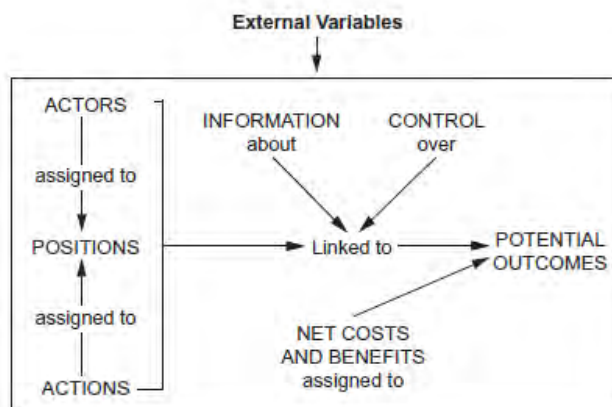 External Variables
ACTORS
assigned to
POSITIONS
assigned to
ACTIONS
INFORMATION
about
CONTROL
over
Linked to
POTENTIAL
OUTCOMES
NET COSTS
AND BENEFITS
assigned to